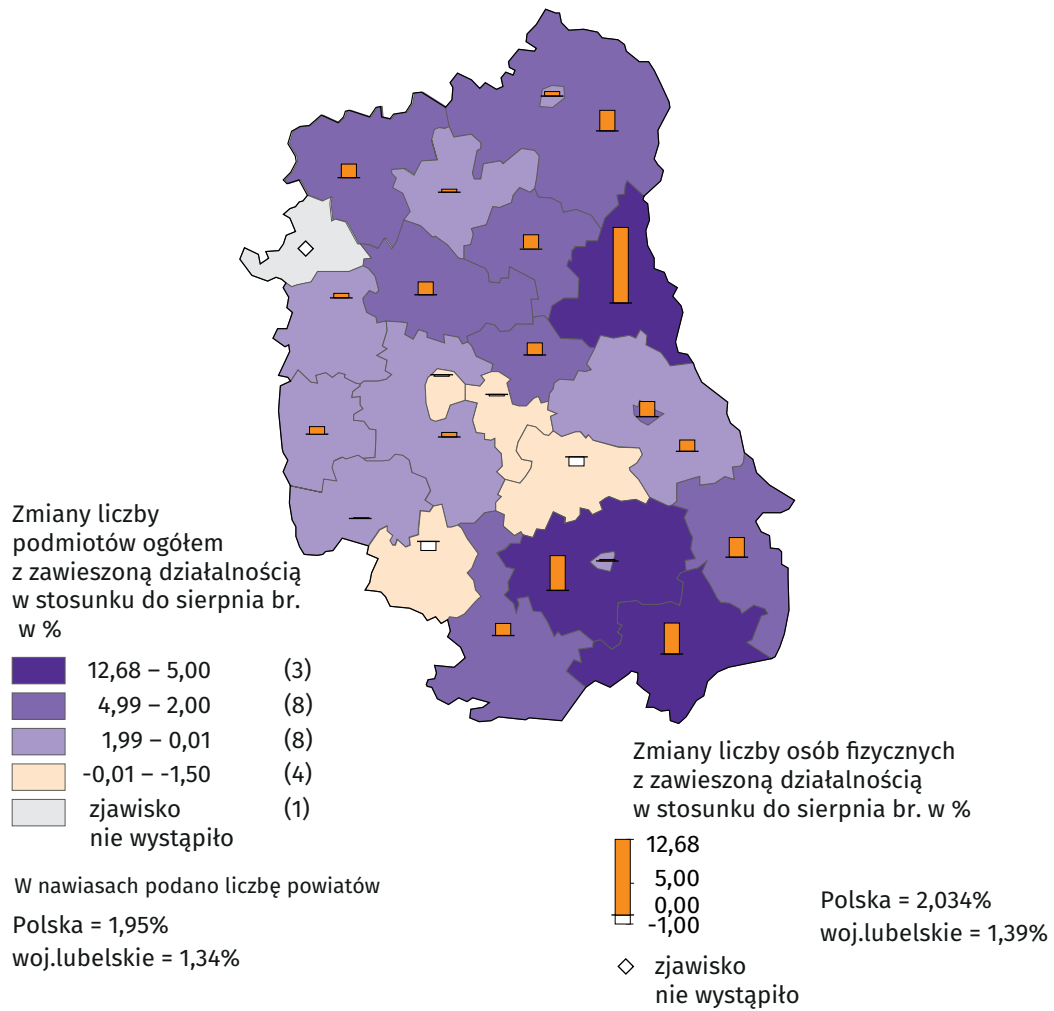 Zmiany liczby
podmiotów ogółem
z zawieszoną działalnością
w stosunku do sierpnia br.
w %
12,68 – 5,00 (3)
4,99 – 2,00 (8)
1,99 – 0,01 (8)
-0,01 – -1,50 (4)
zjawisko (1)
nie wystąpiło
W nawiasach podano liczbę powiatów
Polska = 1,95%
woj.lubelskie = 1,34%
Zmiany liczby osób fizycznych
z zawieszoną działalnością
w stosunku do sierpnia br. w %
12,68
5,00
0,00
-1,00
zjawisko
nie wystąpiło
Polska = 2,034%
woj.lubelskie = 1,39%